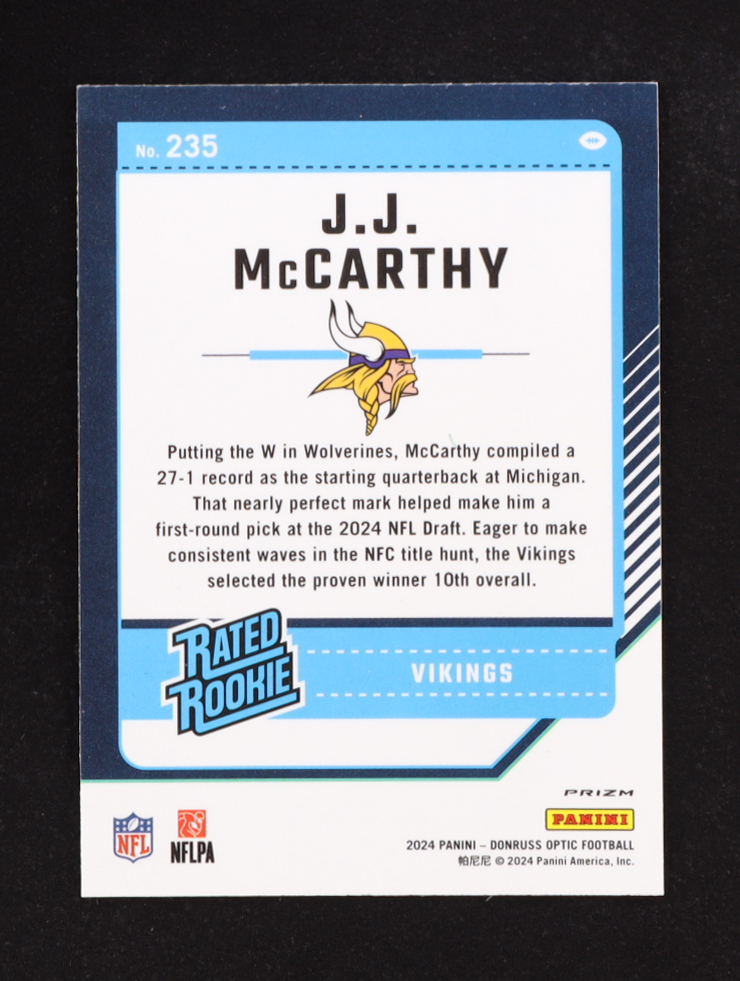 No. 235
J.J.
McCARTHY
Putting the W in Wolverines, McCarthy compiled a
27-1 record as the starting quarterback at Michigan.
That nearly perfect mark helped make him a
first-round pick at the 2024 NFL Draft. Eager to make
consistent waves in the NFC title hunt, the Vikings
selected the proven winner 10th overall.
RATED
ROOKIE
VIKINGS
PRIZM
PANINI
NFL
NFLPA
2024 PANINI – DONRUSS OPTIC FOOTBALL
帕尼尼 © 2024 Panini America, Inc.